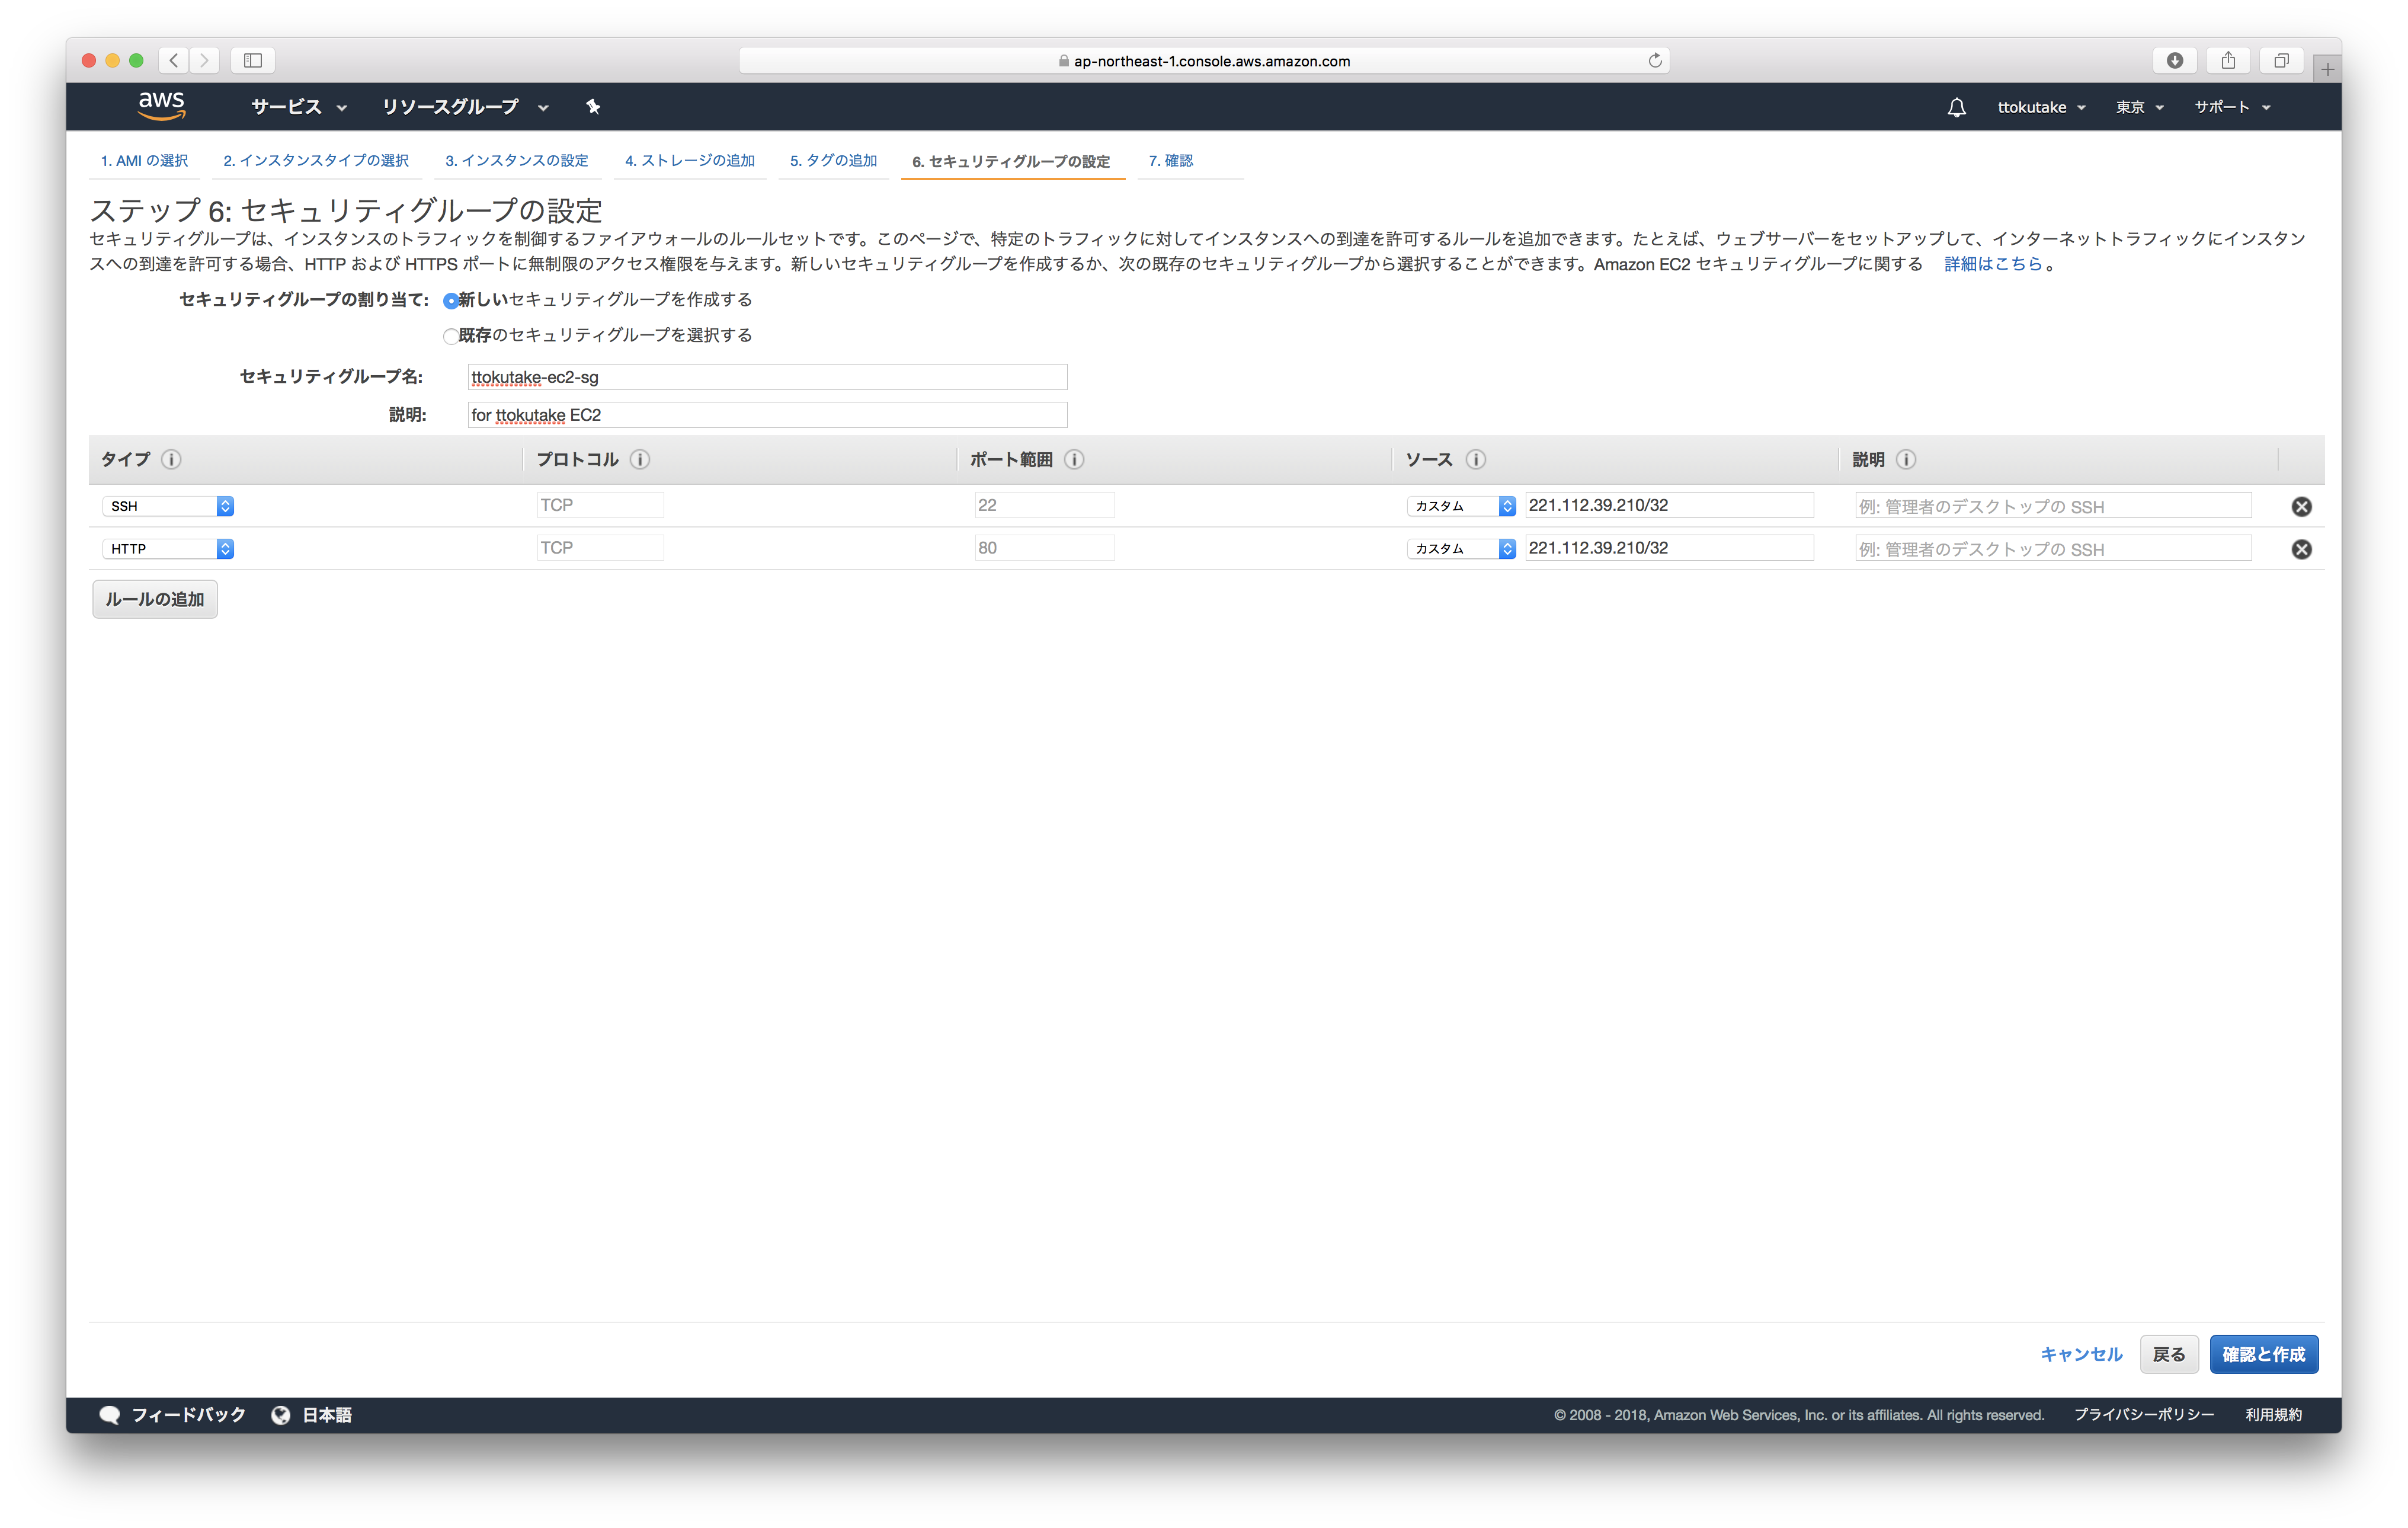 ap-northeast-1.console.aws.amazon.com
aws サービス リソースグループ ttokutake 東京 サポート
1. AMI の選択 2. インスタンスタイプの選択 3. インスタンスの設定 4. ストレージの追加 5. タグの追加 6. セキュリティグループの設定 7. 確認
ステップ 6: セキュリティグループの設定
セキュリティグループは、インスタンスのトラフィックを制御するファイアウォールのルールセットです。このページで、特定のトラフィックに対してインスタンスへの到達を許可するルールを追加できます。たとえば、ウェブサーバーをセットアップして、インターネットトラフィックにインスタン
スへの到達を許可する場合、HTTP および HTTPS ポートに無制限のアクセス権限を与えます。新しいセキュリティグループを作成するか、次の既存のセキュリティグループから選択することができます。Amazon EC2 セキュリティグループに関する 詳細はこちら 。
セキュリティグループの割り当て: 新しいセキュリティグループを作成する
既存のセキュリティグループを選択する
セキュリティグループ名: ttokutake-ec2-sg
説明: for ttokutake EC2
タイプ プロトコル ポート範囲 ソース 説明
SSH TCP 22 カスタム 221.112.39.210/32 例: 管理者のデスクトップの SSH
HTTP TCP 80 カスタム 221.112.39.210/32 例: 管理者のデスクトップの SSH
ルールの追加
キャンセル 戻る 確認と作成
フィードバック 日本語 © 2008 - 2018, Amazon Web Services, Inc. or its affiliates. All rights reserved. プライバシーポリシー 利用規約